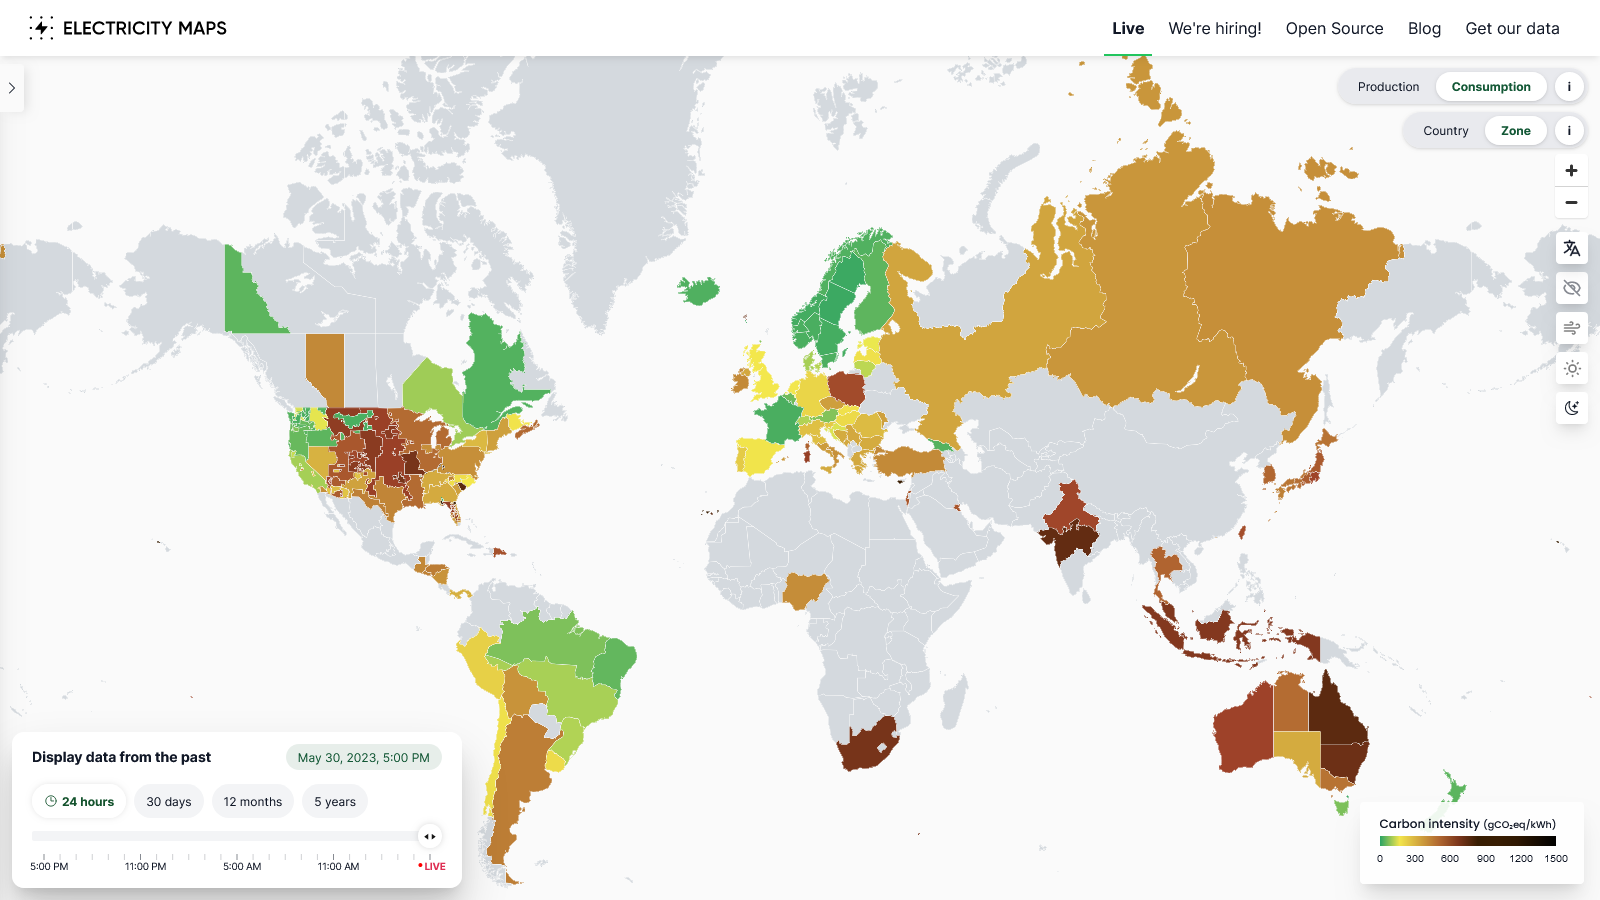 ELECTRICITY MAPS
Live
We're hiring!
Open Source
Blog
Get our data
Production
Consumption
i
Country
Zone
i
Display data from the past
May 30, 2023, 5:00 PM
24 hours
30 days
12 months
5 years
5:00 PM
11:00 PM
5:00 AM
11:00 AM
LIVE
Carbon intensity (gCO₂eq/kWh)
0 300 600 900 1200 1500